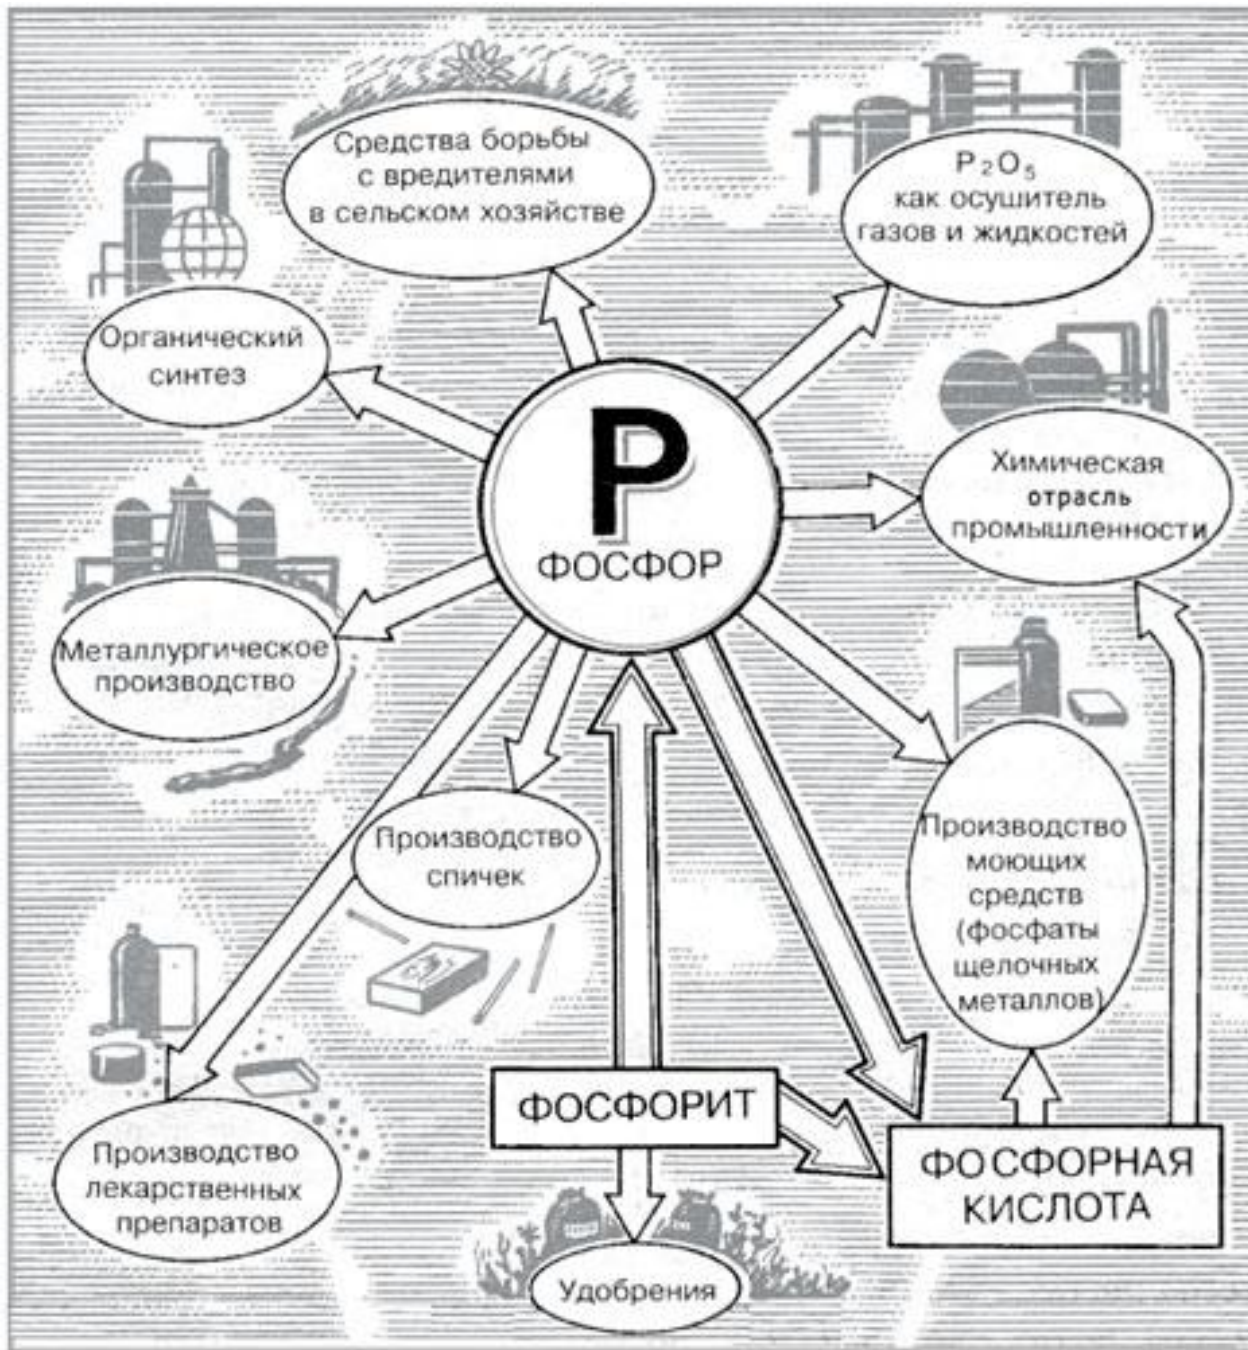 Средства борьбы
с вредителями
в сельском хозяйстве
P₂O₅
как осушитель
газов и жидкостей
Органический
синтез
P
ФОСФОР
Химическая
отрасль
промышленности
Металлургическое
производство
Производство
спичек
Производство
моющих
средств
(фосфаты
щелочных
металлов)
Производство
лекарственных
препаратов
ФОСФОРИТ
ФОСФОРНАЯ
КИСЛОТА
Удобрения